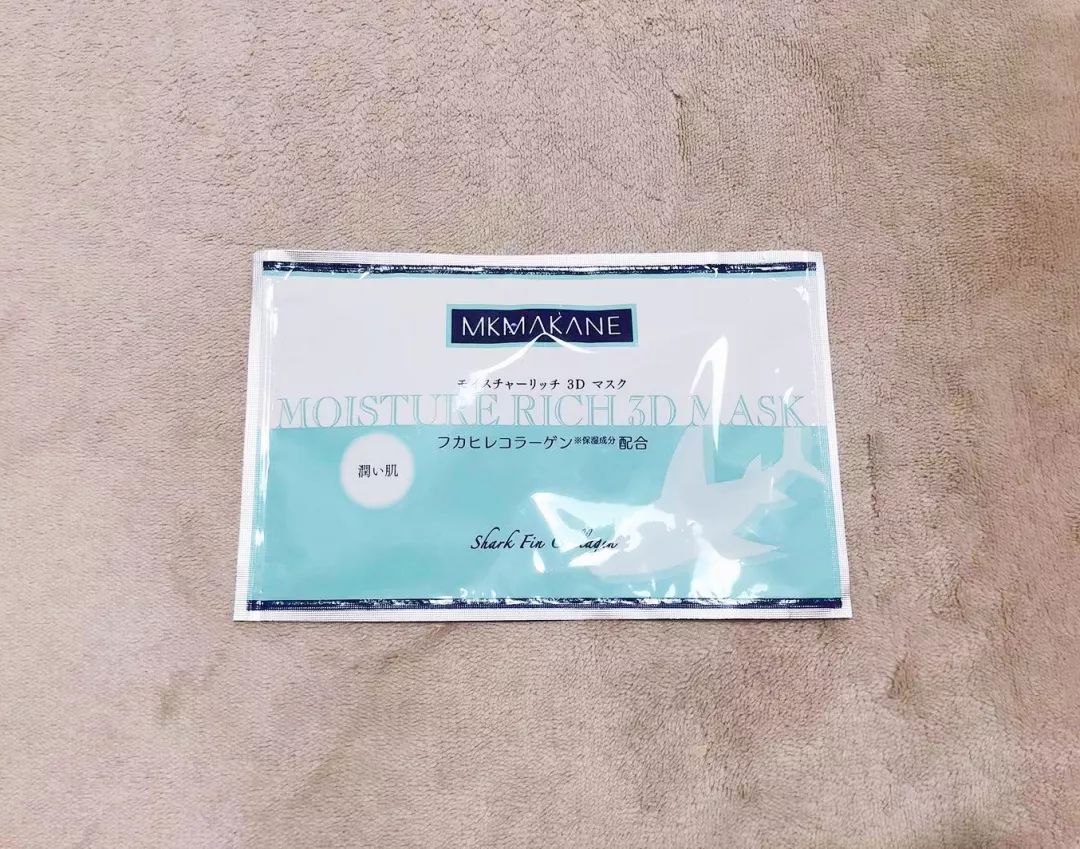 MKMAKANE
モイスチャーリッチ 3D マスク
MOISTURE RICH 3D MASK
フカヒレコラーゲン※保湿成分 配合
潤い肌
Shark Fin Collagen